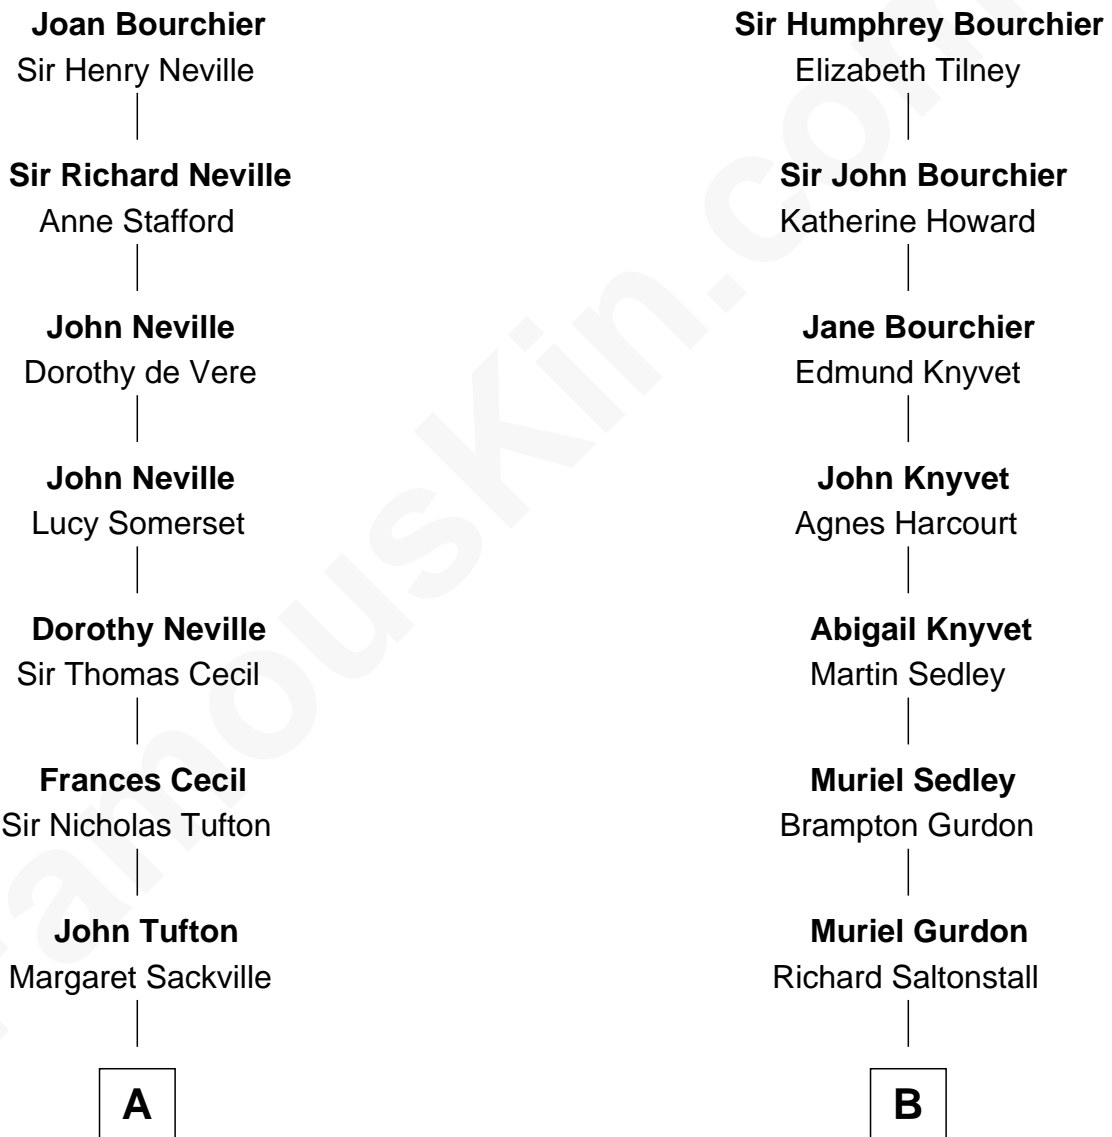 Joan Bourchier
Sir Henry Neville
Sir Richard Neville
Anne Stafford
John Neville
Dorothy de Vere
John Neville
Lucy Somerset
Dorothy Neville
Sir Thomas Cecil
Frances Cecil
Sir Nicholas Tufton
John Tufton
Margaret Sackville
A
Sir Humphrey Bourchier
Elizabeth Tilney
Sir John Bourchier
Katherine Howard
Jane Bourchier
Edmund Knyvet
John Knyvet
Agnes Harcourt
Abigail Knyvet
Martin Sedley
Muriel Sedley
Brampton Gurdon
Muriel Gurdon
Richard Saltonstall
B
FamousKin.com